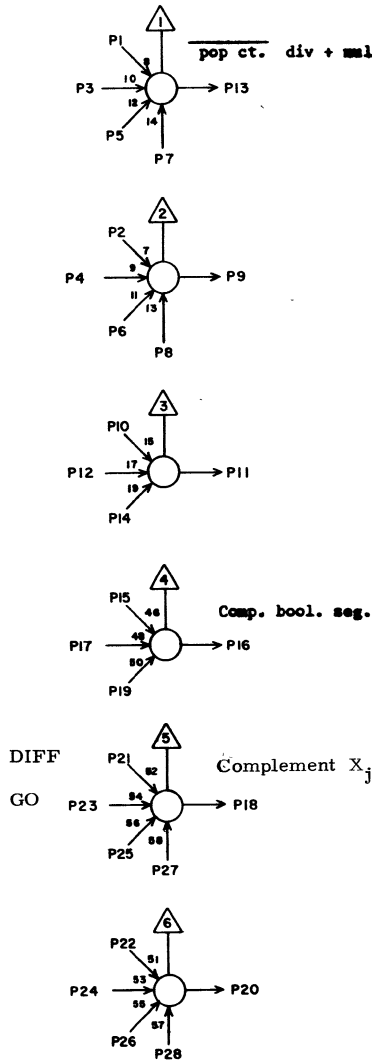 1
P1 pop ct. div + mul
8
P3 10 P13
12
P5 14
P7
2
P2
7
P4 9 P9
11
P6 13
P8
3
P10
15
P12 17 P11
19
P14
4
P15 46 Comp. bool. seg.
P17 48 P16
50
P19
5
DIFF P21 52 Complement Xj
GO P23 54 P18
56
P25 58
P27
6
P22
51
P24 53 P20
55
P26 57
P28